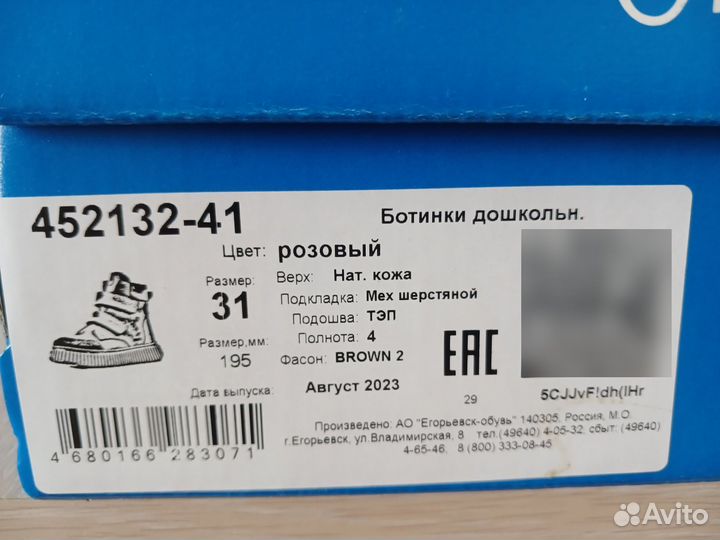 452132-41
Ботинки дошкольн.
Цвет: розовый
Размер: 31
Размер,мм: 195
Верх: Нат. кожа
Подкладка: Мех шерстяной
Подошва: ТЭП
Полнота: 4
Фасон: BROWN 2
Дата выпуска: Август 2023
EAC
29
5CJJvF!dh(IHr
4 680166 283071
Произведено: АО "Егорьевск-обувь" 140305, Россия, М.О.
г.Егорьевск, ул.Владимирская, 8 тел.(49640) 4-05-32, сбыт: (49640)
4-65-46, 8 (800) 333-08-45
Avito